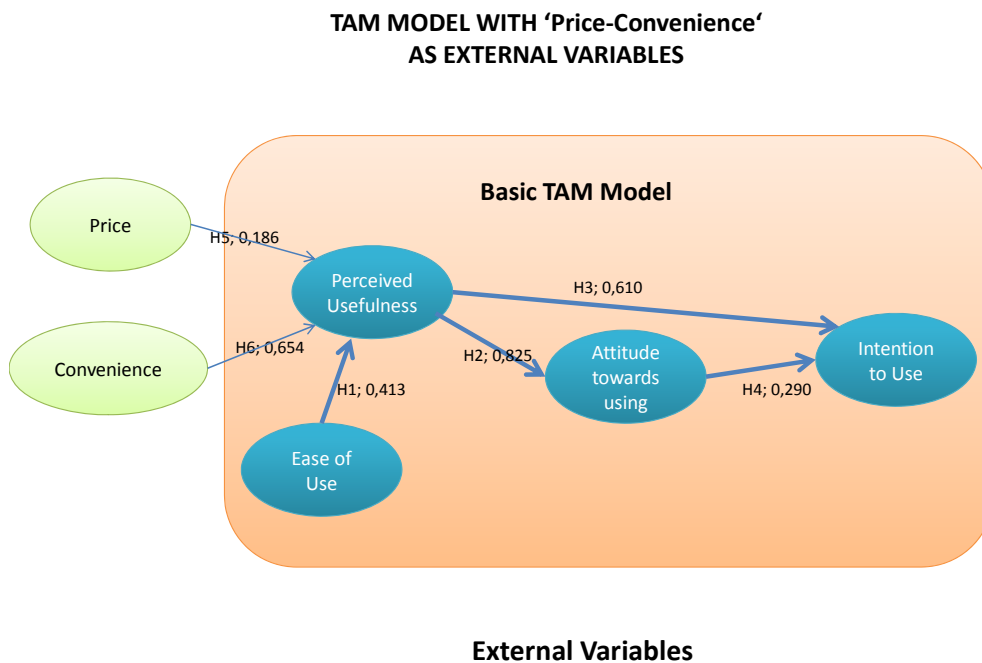 TAM MODEL WITH ‘Price-Convenience‘
AS EXTERNAL VARIABLES
Basic TAM Model
Price
H5; 0,186
Perceived
Usefulness
H3; 0,610
Convenience
H6; 0,654
H2; 0,825
Attitude
towards
using
Intention
to Use
H1; 0,413
H4; 0,290
Ease of
Use
External Variables